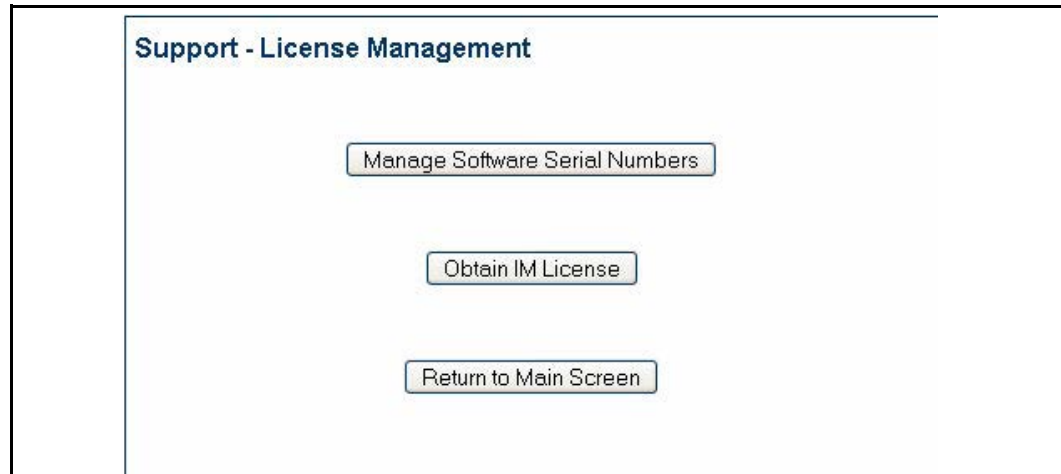 Support - License Management
Manage Software Serial Numbers
Obtain IM License
Return to Main Screen